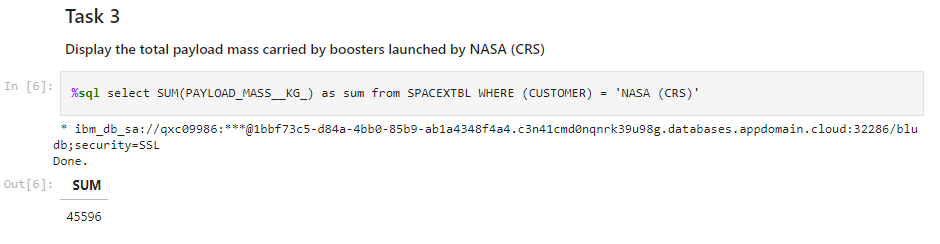 Task 3
Display the total payload mass carried by boosters launched by NASA (CRS)
In [6]: %sql select SUM(PAYLOAD_MASS__KG_) as sum from SPACEXTBL WHERE (CUSTOMER) = 'NASA (CRS)'
* ibm_db_sa://qxc09986:***@1bbf73c5-d84a-4bb0-85b9-ab1a4348f4a4.c3n41cmd0nqnrk39u98g.databases.appdomain.cloud:32286/blu
db;security=SSL
Done.
Out[6]: SUM
45596